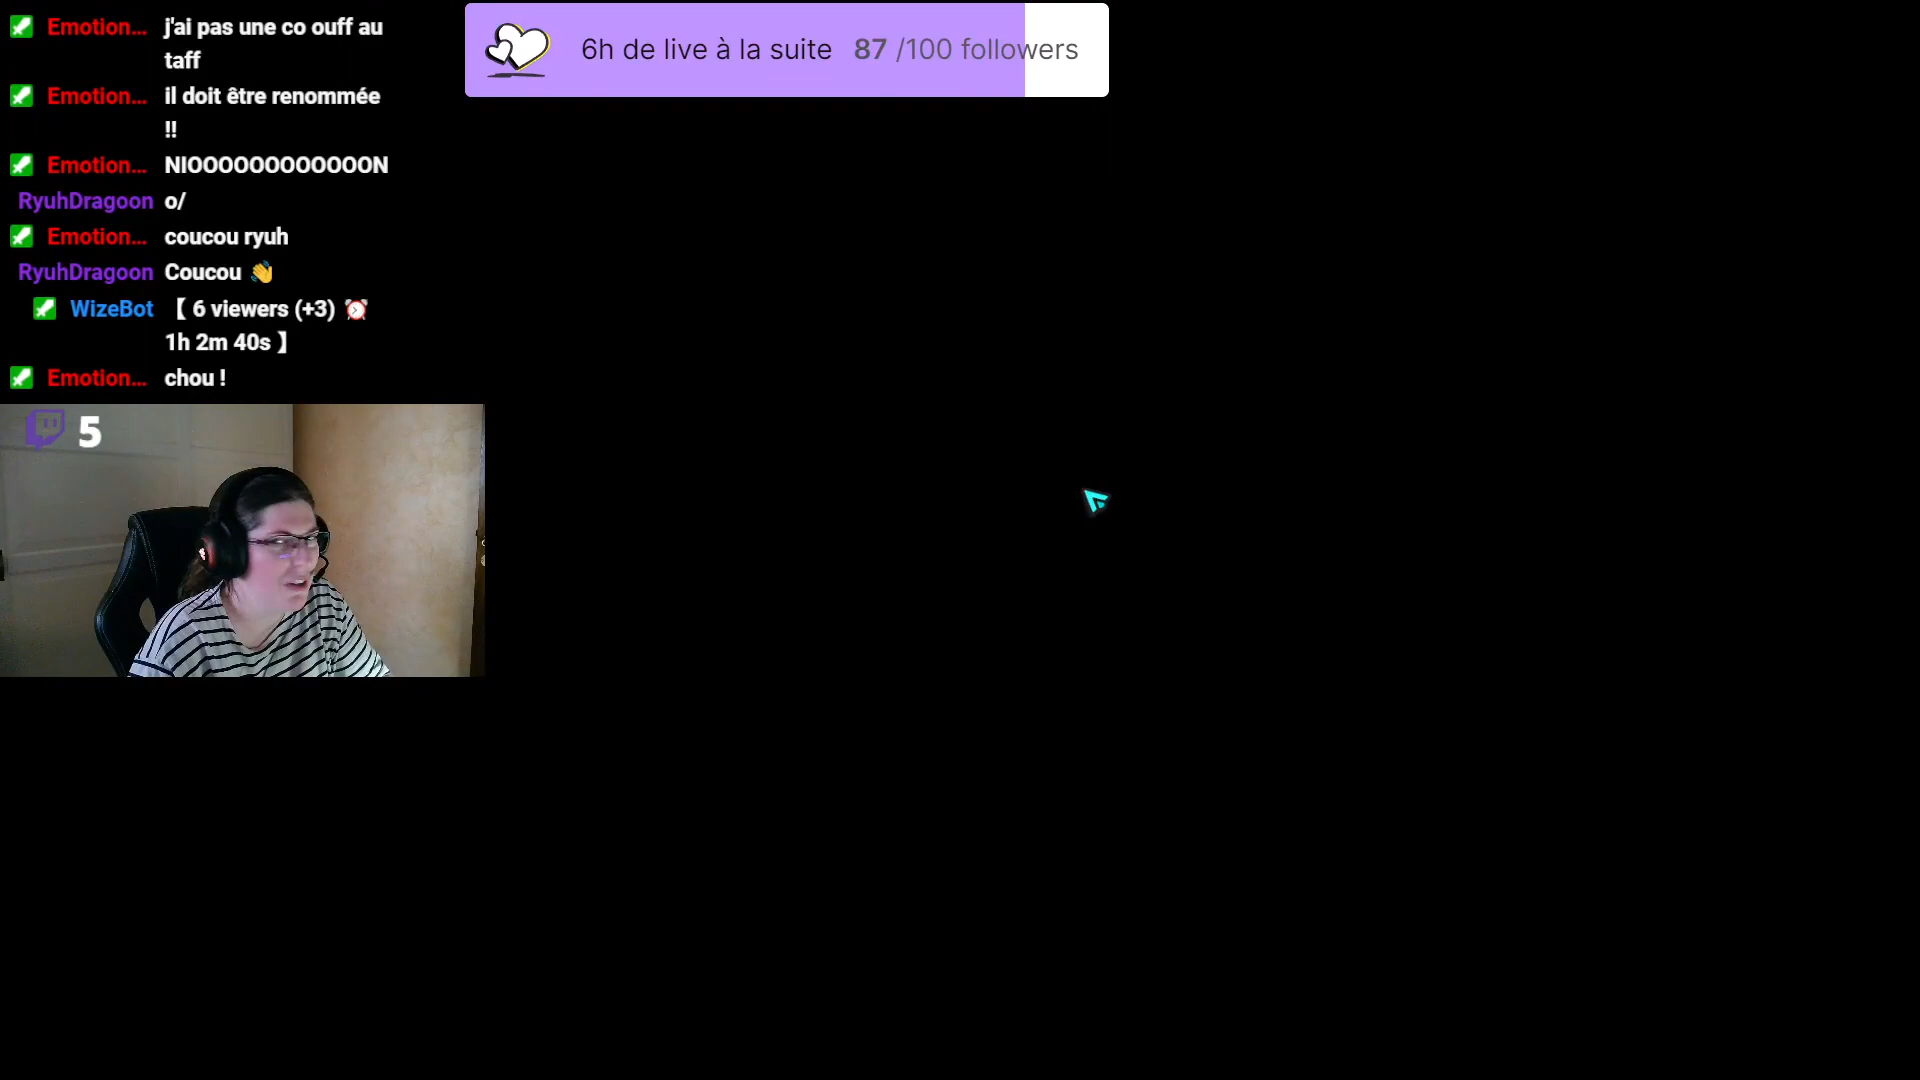 Emotion... j'ai pas une co ouff au
taff
Emotion... il doit être renommée
!!
Emotion... NIOOOOOOOOOOOON
RyuhDragoon o/
Emotion... coucou ryuh
RyuhDragoon Coucou 👋
WizeBot 【 6 viewers (+3) ⏰
1h 2m 40s 】
Emotion... chou !
5
6h de live à la suite 87 /100 followers